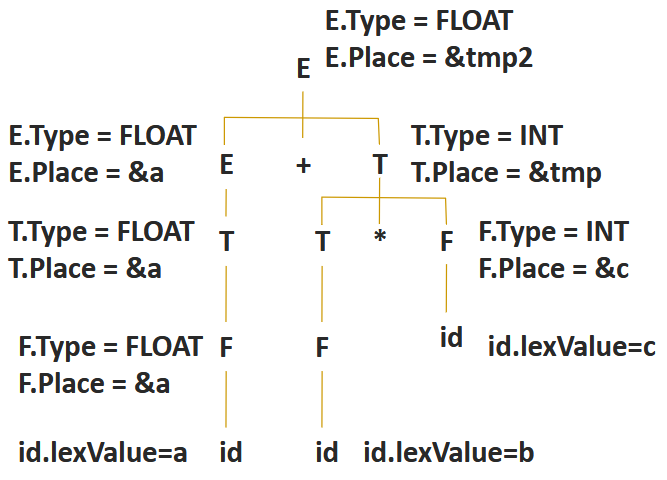 E.Type = FLOAT
E E.Place = &tmp2
E.Type = FLOAT T.Type = INT
E.Place = &a E + T T.Place = &tmp
T.Type = FLOAT T T * F F.Type = INT
T.Place = &a F.Place = &c
id id.lexValue=c
F.Type = FLOAT F F
F.Place = &a
id.lexValue=a id id id.lexValue=b